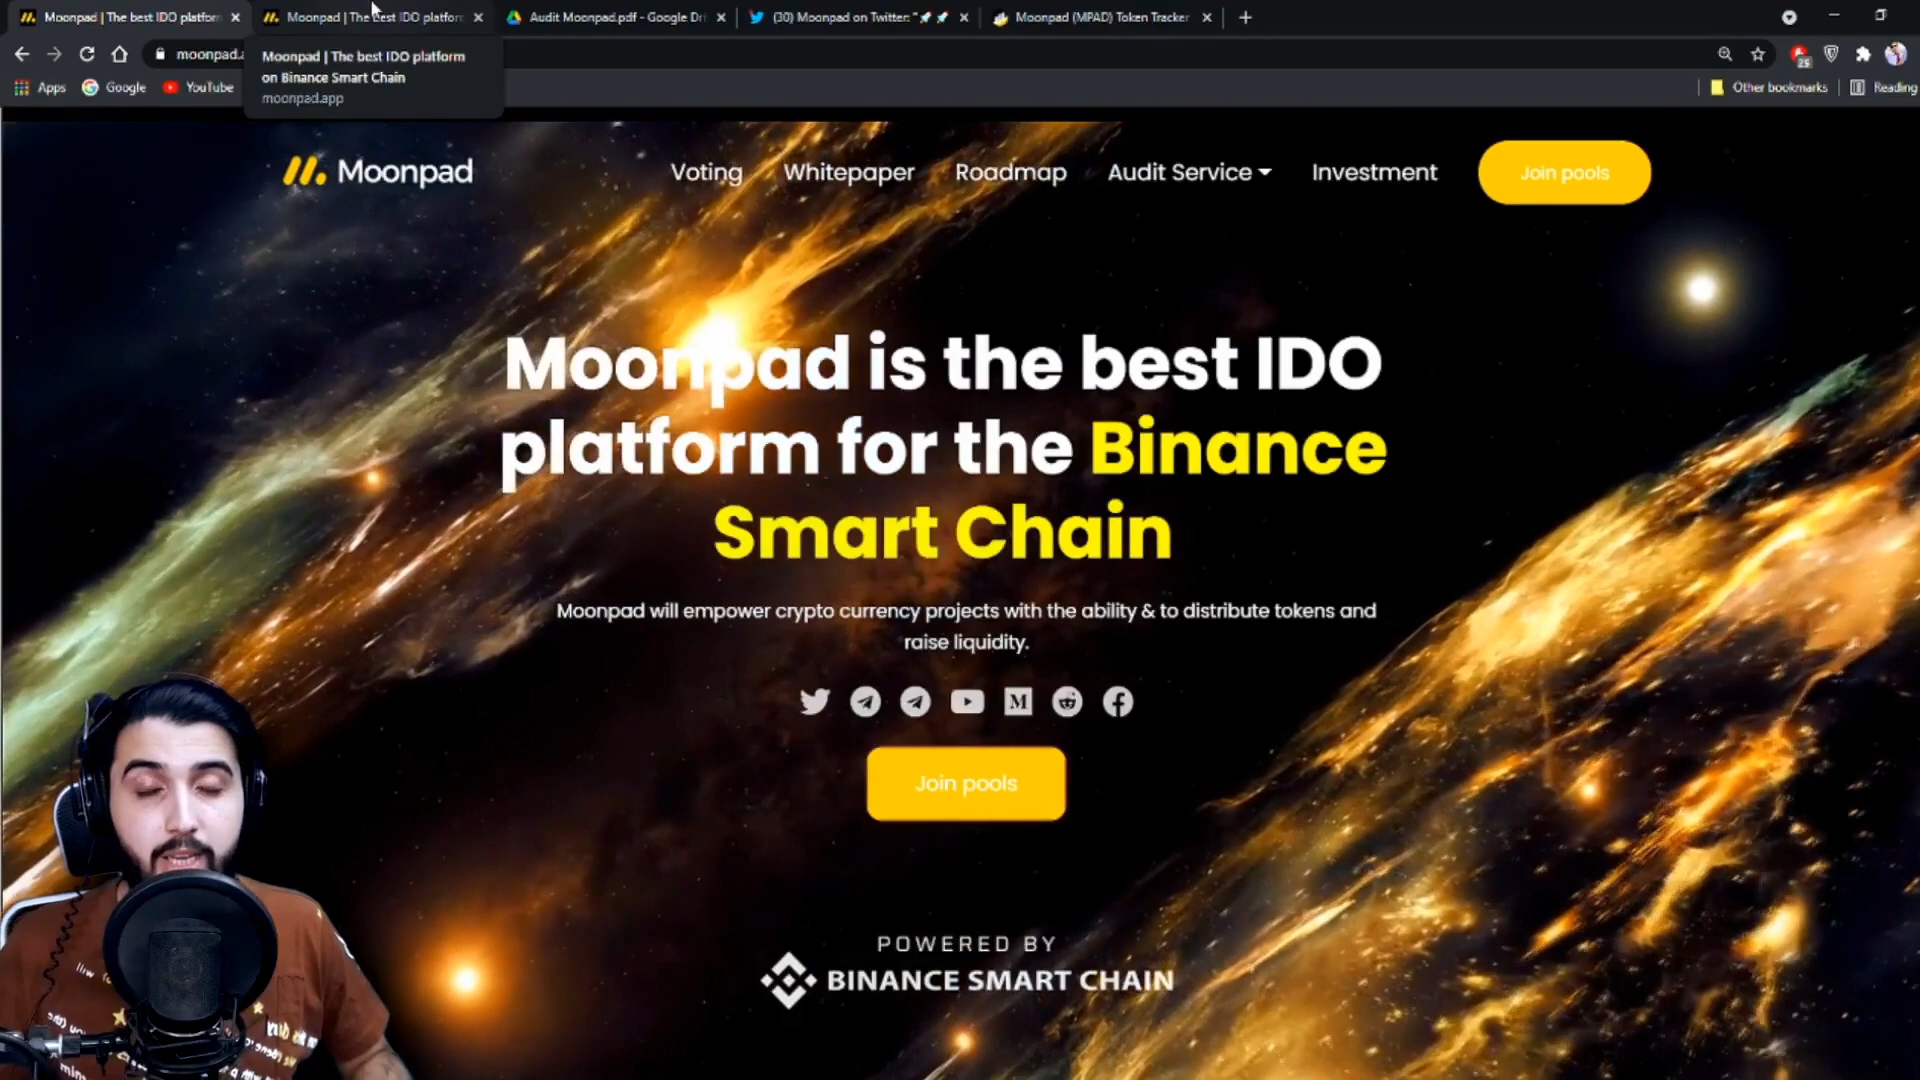 Moonpad | The best IDO platform
Moonpad | The best IDO platform
Audit Moonpad.pdf - Google Dri
(30) Moonpad on Twitter: "🚀 🚀
Moonpad (MPAD) Token Tracker
moonpad.a
25
Moonpad | The best IDO platform
on Binance Smart Chain
moonpad.app
Apps
Google
YouTube
Other bookmarks
Reading
Moonpad
Voting
Whitepaper
Roadmap
Audit Service
Investment
Join pools
Moonpad is the best IDO
platform for the Binance
Smart Chain
Moonpad will empower crypto currency projects with the ability & to distribute tokens and
raise liquidity.
Join pools
POWERED BY
BINANCE SMART CHAIN